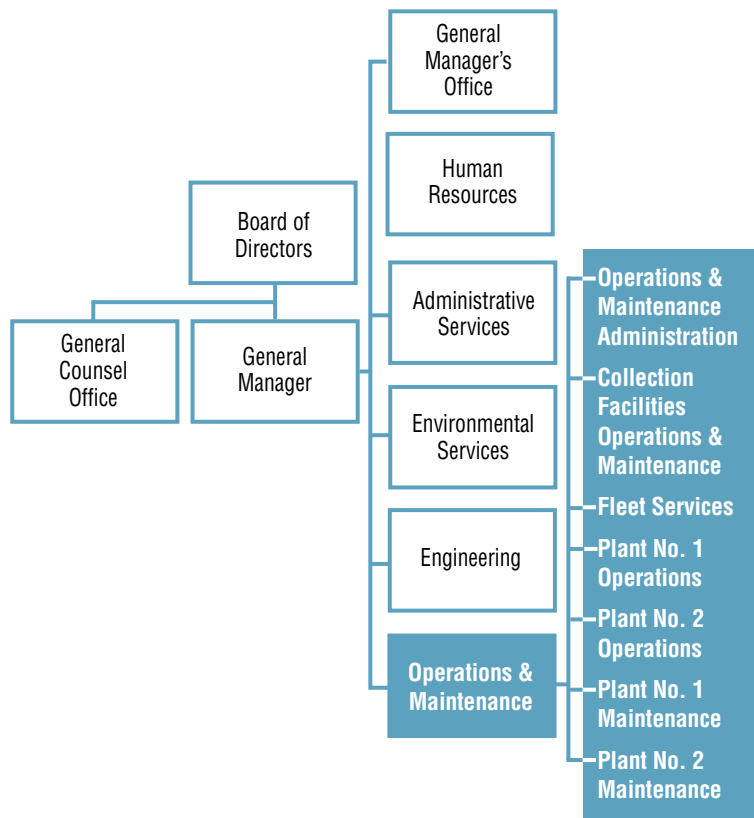 General
Manager’s
Office
Human
Resources
Board of
Directors
Administrative
Services
General
Counsel
Office
General
Manager
Environmental
Services
Engineering
Operations &
Maintenance
Operations &
Maintenance
Administration
Collection
Facilities
Operations &
Maintenance
Fleet Services
Plant No. 1
Operations
Plant No. 2
Operations
Plant No. 1
Maintenance
Plant No. 2
Maintenance